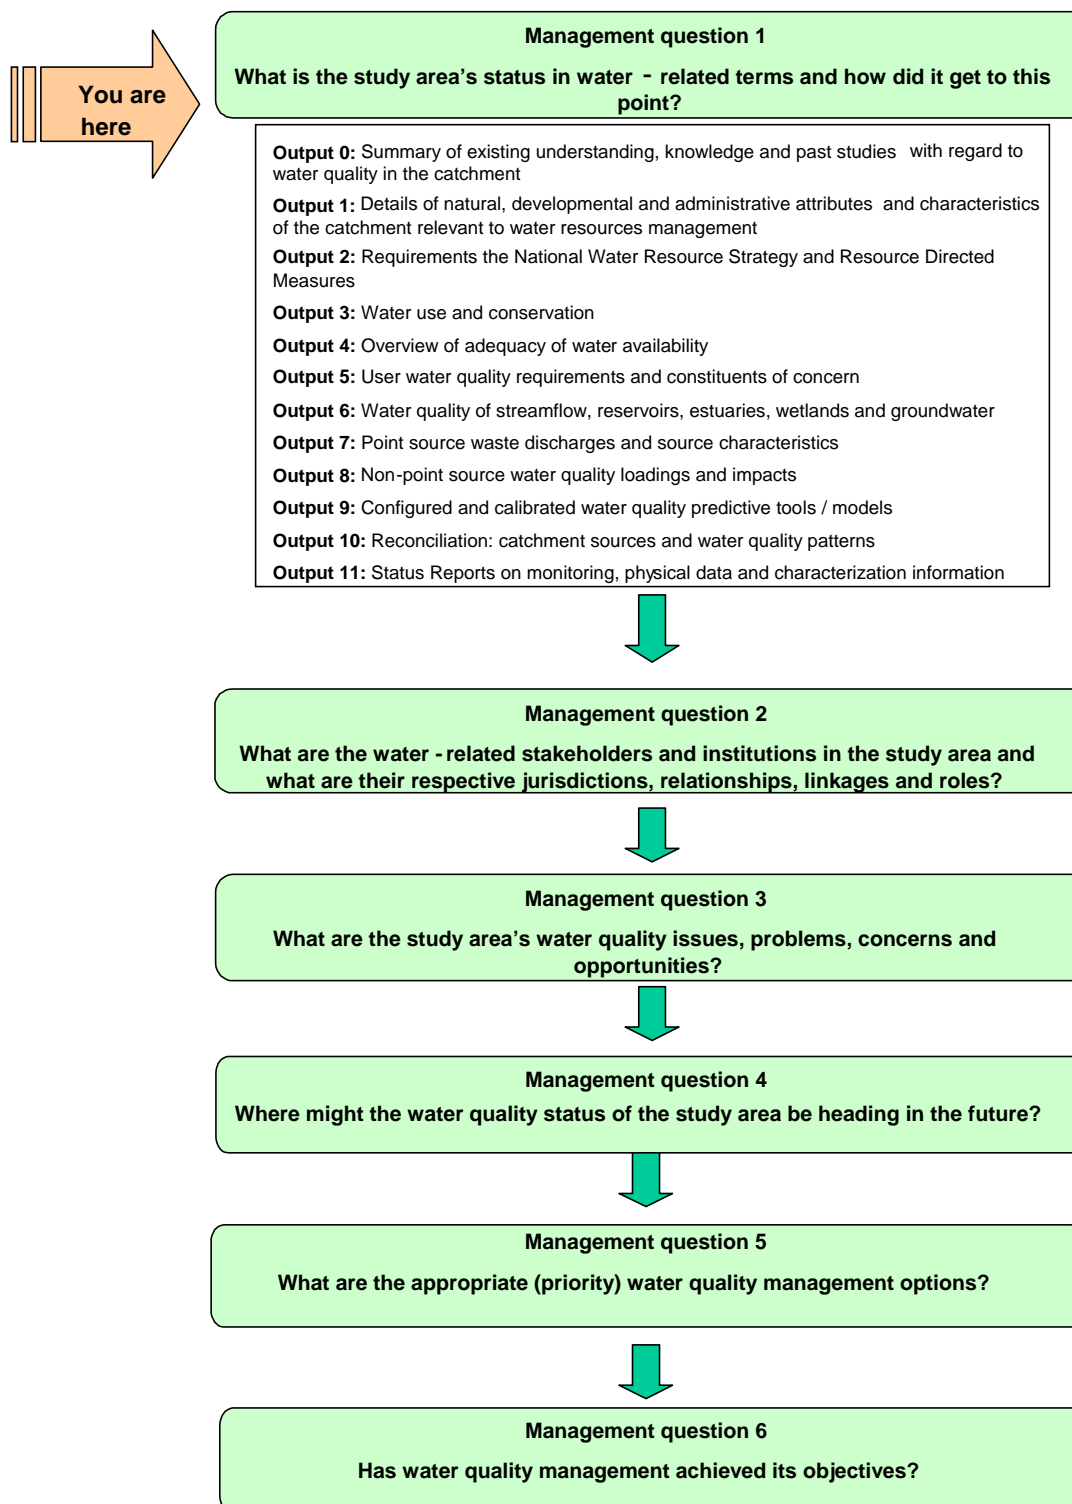 You are
here
Management question 1
What is the study area's status in water - related terms and how did it get to this
point?
Output 0: Summary of existing understanding, knowledge and past studies with regard to
water quality in the catchment
Output 1: Details of natural, developmental and administrative attributes and characteristics
of the catchment relevant to water resources management
Output 2: Requirements the National Water Resource Strategy and Resource Directed
Measures
Output 3: Water use and conservation
Output 4: Overview of adequacy of water availability
Output 5: User water quality requirements and constituents of concern
Output 6: Water quality of streamflow, reservoirs, estuaries, wetlands and groundwater
Output 7: Point source waste discharges and source characteristics
Output 8: Non-point source water quality loadings and impacts
Output 9: Configured and calibrated water quality predictive tools / models
Output 10: Reconciliation: catchment sources and water quality patterns
Output 11: Status Reports on monitoring, physical data and characterization information
Management question 2
What are the water - related stakeholders and institutions in the study area and
what are their respective jurisdictions, relationships, linkages and roles?
Management question 3
What are the study area's water quality issues, problems, concerns and
opportunities?
Management question 4
Where might the water quality status of the study area be heading in the future?
Management question 5
What are the appropriate (priority) water quality management options?
Management question 6
Has water quality management achieved its objectives?